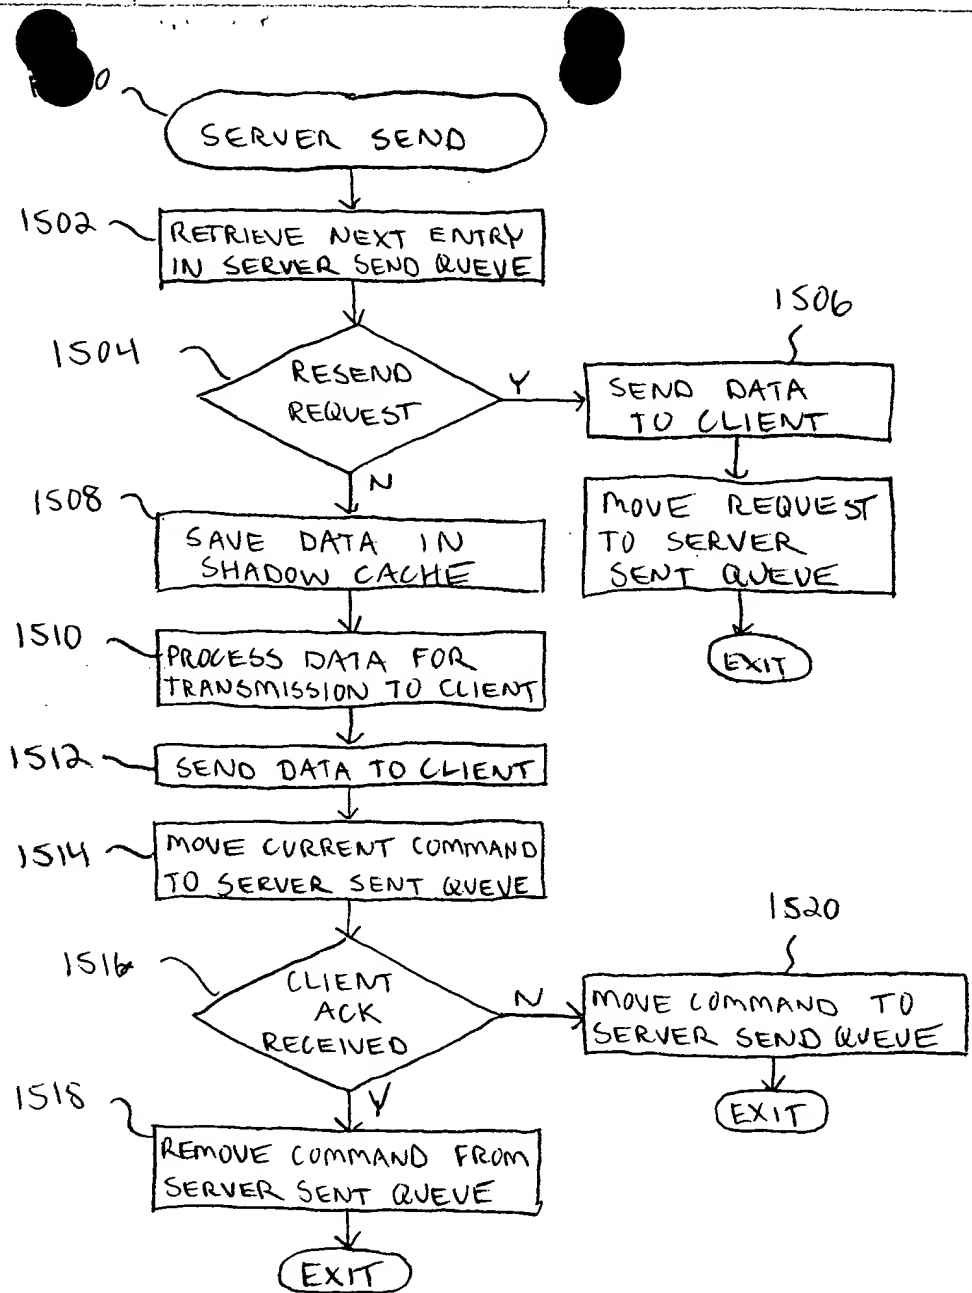 0
SERVER SEND
1502
RETRIEVE NEXT ENTRY
IN SERVER SEND QUEUE
1506
1504
RESEND
REQUEST
Y
SEND DATA
TO CLIENT
N
1508
SAVE DATA IN
SHADOW CACHE
MOVE REQUEST
TO SERVER
SENT QUEUE
1510
PROCESS DATA FOR
TRANSMISSION TO CLIENT
EXIT
1512
SEND DATA TO CLIENT
1514
MOVE CURRENT COMMAND
TO SERVER SENT QUEUE
1520
1516
CLIENT
ACK
RECEIVED
N
MOVE COMMAND TO
SERVER SEND QUEUE
EXIT
Y
1518
REMOVE COMMAND FROM
SERVER SENT QUEUE
EXIT